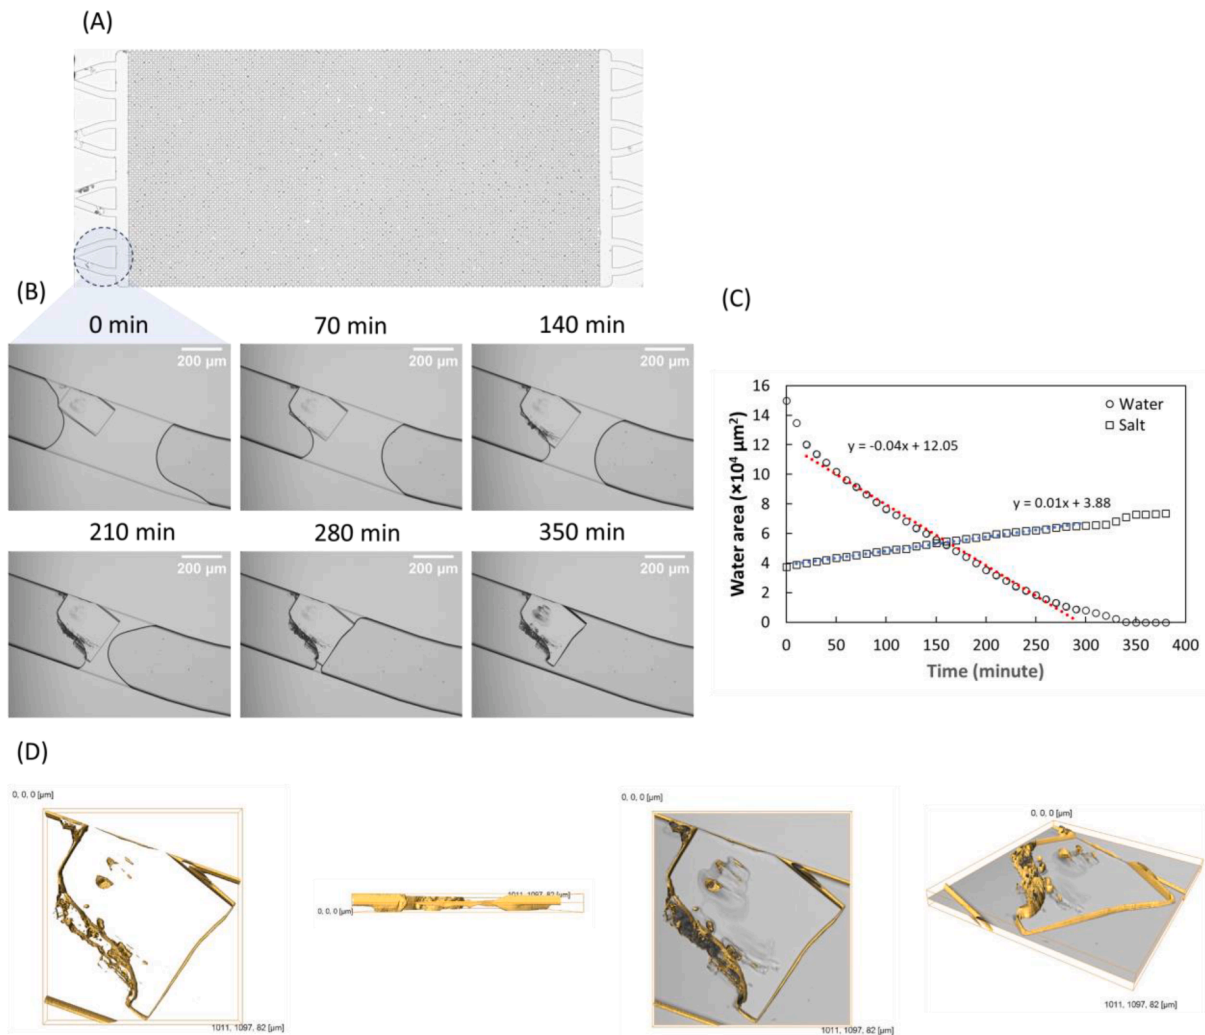 (A)
(B)
0 min
70 min
140 min
200 µm
200 µm
200 µm
210 min
280 min
350 min
200 µm
200 µm
200 µm
(C)
16
14
12
10
8
6
4
2
0
Water area (×10⁴ µm²)
Water
Salt
y = -0.04x + 12.05
y = 0.01x + 3.88
0 50 100 150 200 250 300 350 400
Time (minute)
(D)
0, 0, 0 [µm]
1011, 1097, 82 [µm]
1011, 1097, 82 [µm]
0, 0, 0 [µm]
0, 0, 0 [µm]
1011, 1097, 82 [µm]
0, 0, 0 [µm]
1011, 1097, 82 [µm]